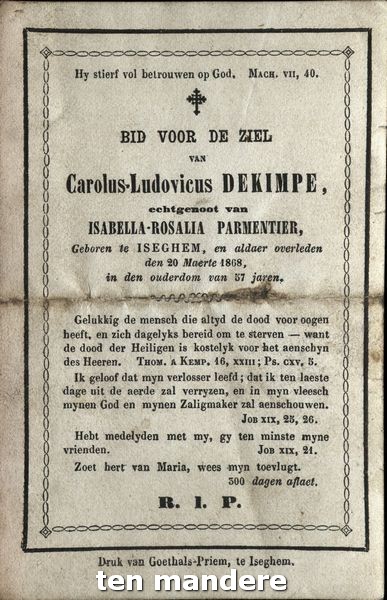 Hy stierf vol betrouwen op God. MACH. VII, 40.
BID VOOR DE ZIEL
VAN
Carolus-Ludovicus DEKIMPE,
echtgenoot van
ISABELLA-ROSALIA PARMENTIER,
Geboren te ISEGHEM, en aldaer overleden
den 20 Maerte 1868,
in den ouderdom van 57 jaren.
Gelukkig de mensch die altyd de dood voor oogen
heeft, en zich dagelyks bereid om te sterven — want
de dood der Heiligen is kostelyk voor het aenschyn
des Heeren. THOM. A KEMP. 16, XXIII; PS. CXV, 5.
Ik geloof dat myn verlosser leefd; dat ik ten laeste
dage uit de aerde zal verryzen, en in myn vleesch
mynen God en mynen Zaligmaker zal aenschouwen.
JOB XIX, 25, 26.
Hebt medelyden met my, gy ten minste myne
vrienden. JOB XIX, 21.
Zoet hert van Maria, wees myn toevlugt.
300 dagen aflaet.
R. I. P.
Druk van Goethals-Priem, te Iseghem.
ten mandere